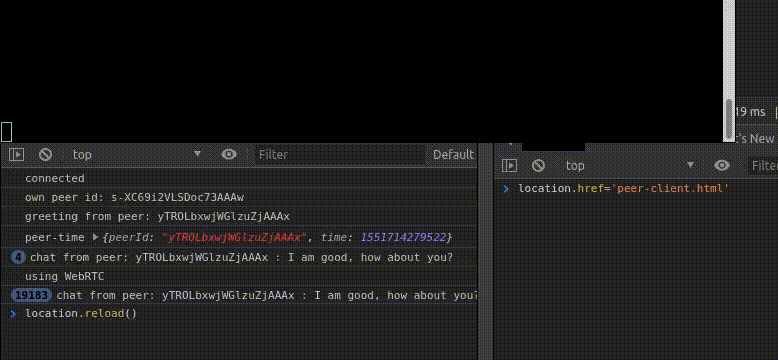 19 ms |
t's New
top Filter Default
connected
own peer id: s-XC69i2VLSDoc73AAAw
greeting from peer: yTROLbxwjWGlzuZjAAAx
peer-time {peerId: "yTROLbxwjWGlzuZjAAAx", time: 1551714279522}
4 chat from peer: yTROLbxwjWGlzuZjAAAx : I am good, how about you?
using WebRTC
19183 chat from peer: yTROLbxwjWGlzuZjAAAx : I am good, how about you?
> location.reload()
top Filter
> location.href='peer-client.html'